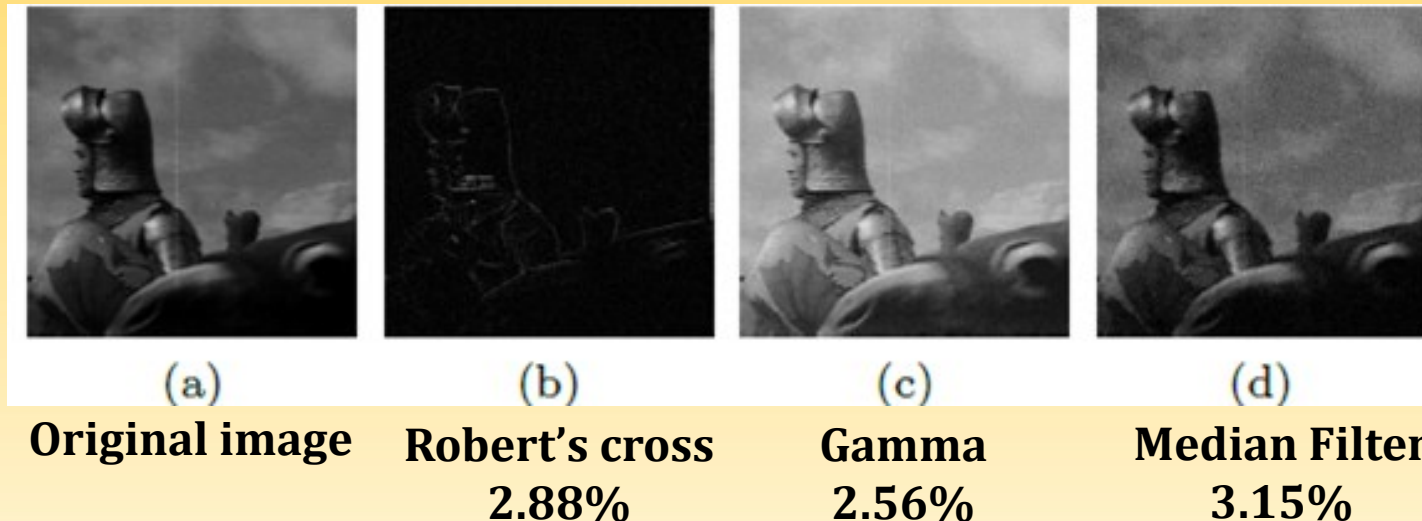 (a) (b) (c) (d)
Original image Robert's cross Gamma Median Filter
2.88% 2.56% 3.15%